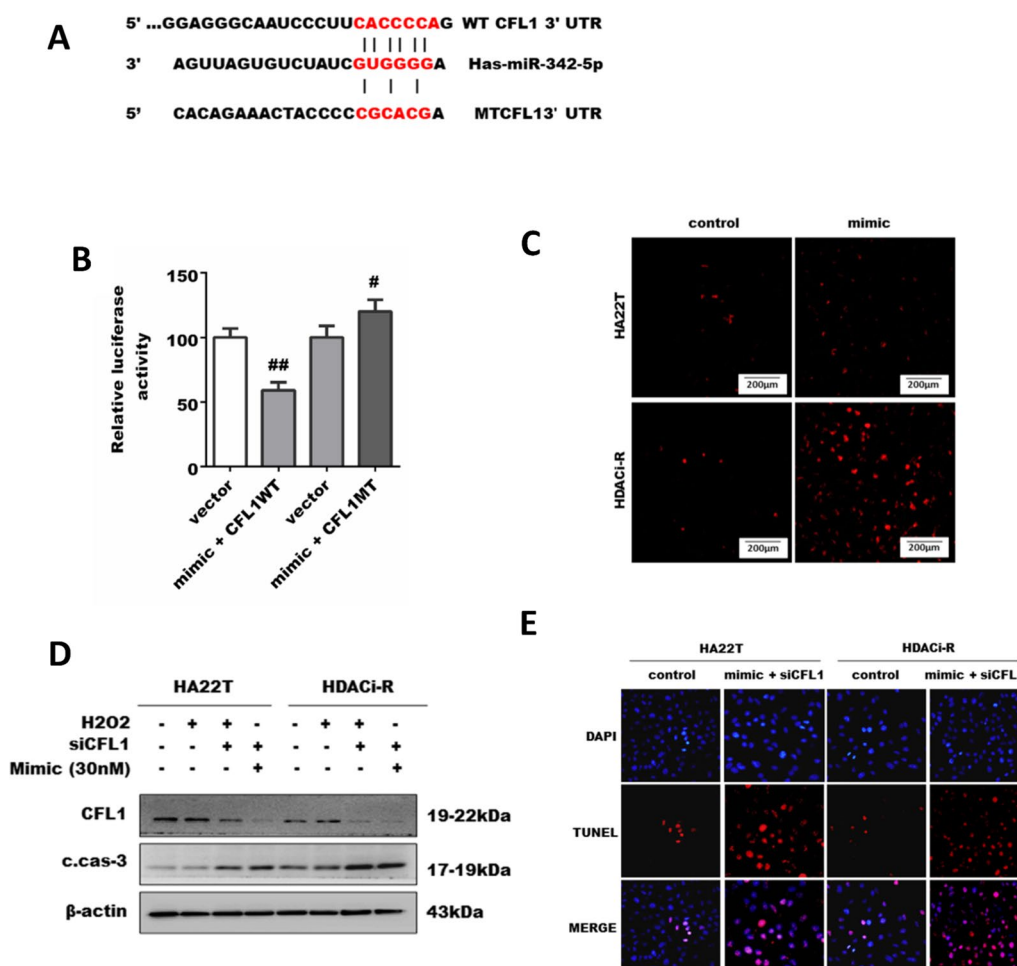 A
5' ...GGAGGGCAAUCCCUUCACCCCAG WT CFL1 3' UTR
3' AGUUAGUGUCUAUCGUGGGGA Has-miR-342-5p
5' CACAGAAACTACCCCCGCACGA MTCFL13' UTR
B
Relative luciferase
activity
150
100
50
0
##
#
vector
mimic + CFL1WT
vector
mimic + CFL1MT
C
control mimic
HA22T
200µm 200µm
HDACi-R
200µm 200µm
D
HA22T HDACi-R
H2O2 - + + - - + + -
siCFL1 - - + + - - + +
Mimic (30nM) - - - + - - - +
CFL1 19-22kDa
c.cas-3 17-19kDa
β-actin 43kDa
E
HA22T HDACi-R
control mimic + siCFL1 control mimic + siCFL
DAPI
TUNEL
MERGE